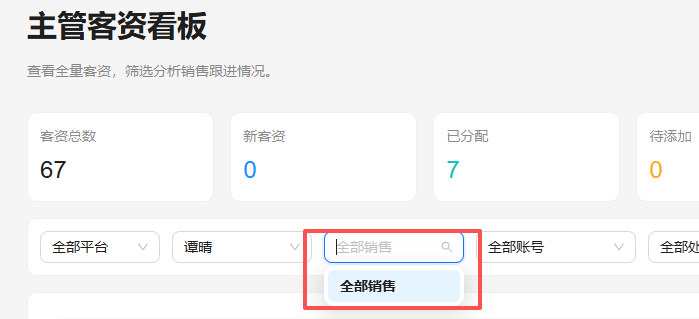 主管客资看板
查看全量客资，筛选分析销售跟进情况。
客资总数
67
新客资
0
已分配
7
待添加
0
全部平台
谭晴
全部销售
全部账号
全部处
全部销售